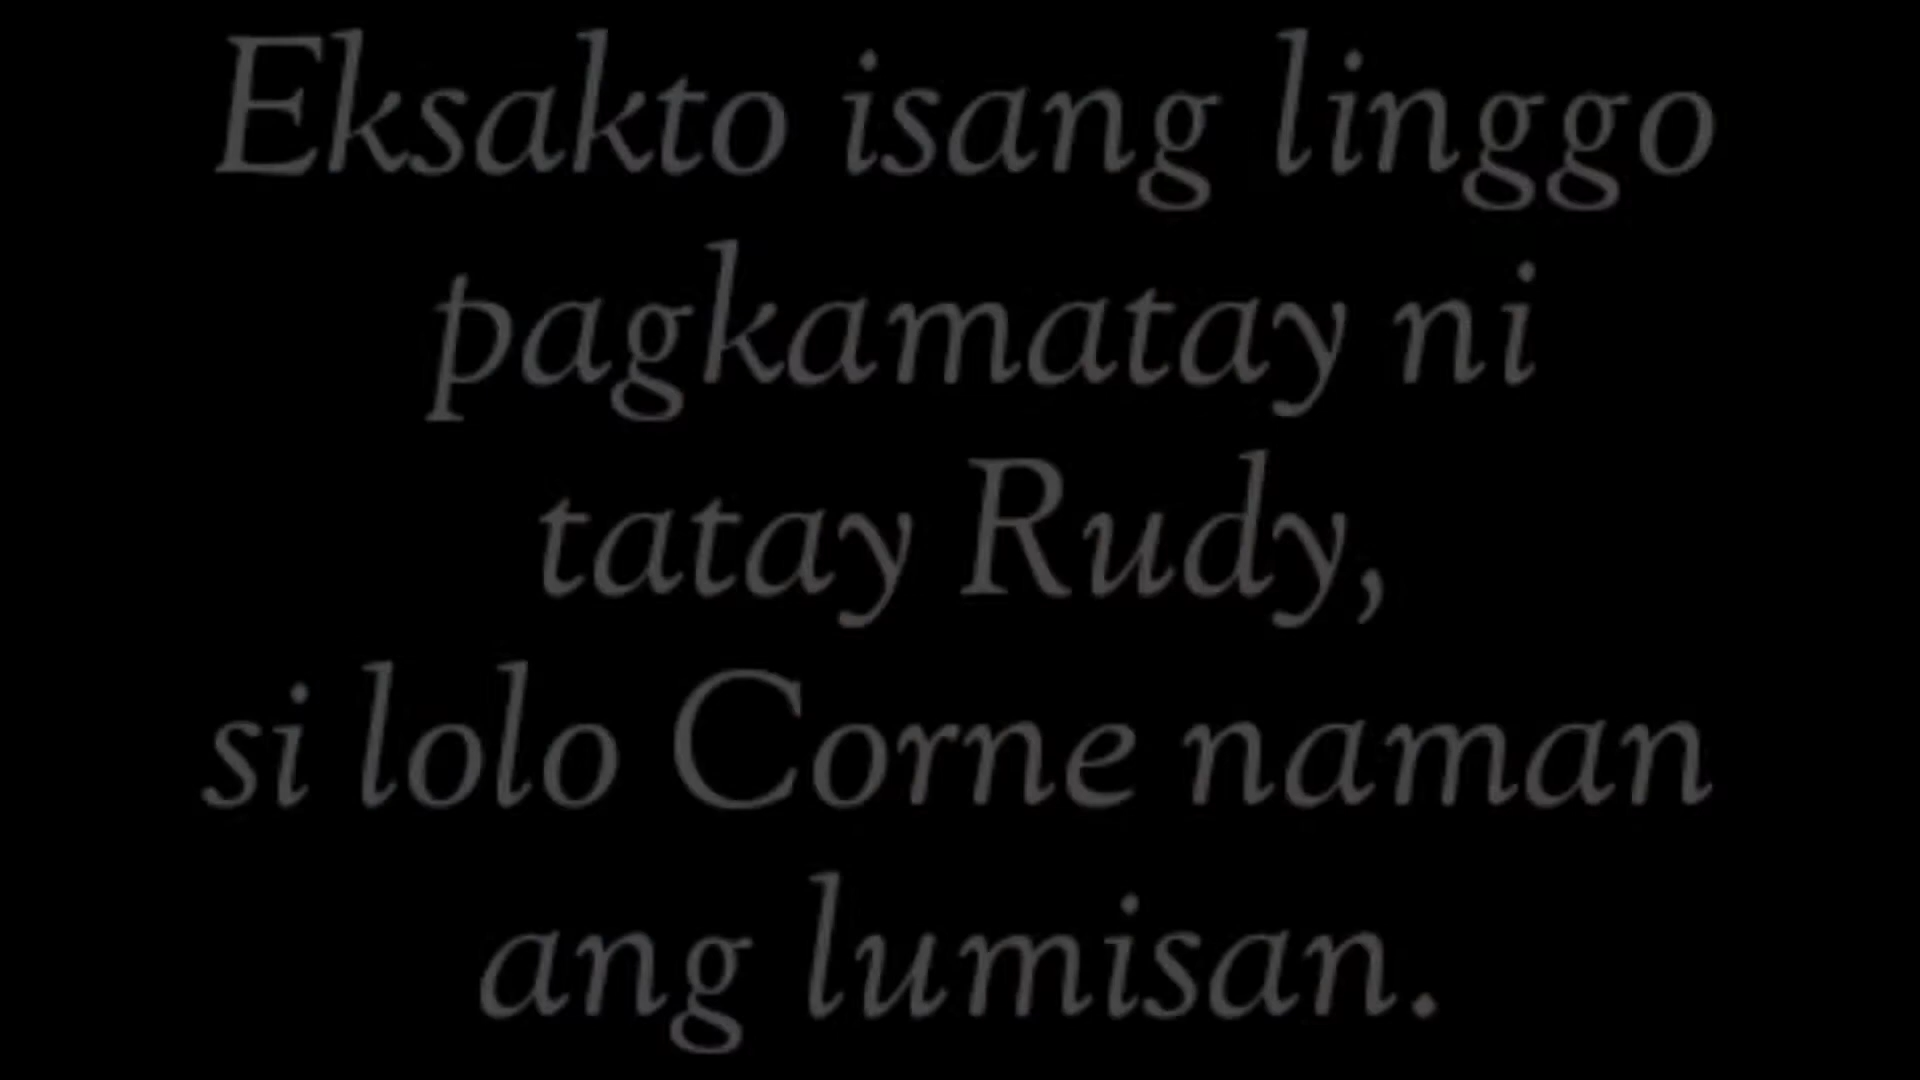 Eksakto isang linggo
pagkamatay ni
tatay Rudy,
si lolo Corne naman
ang lumisan.